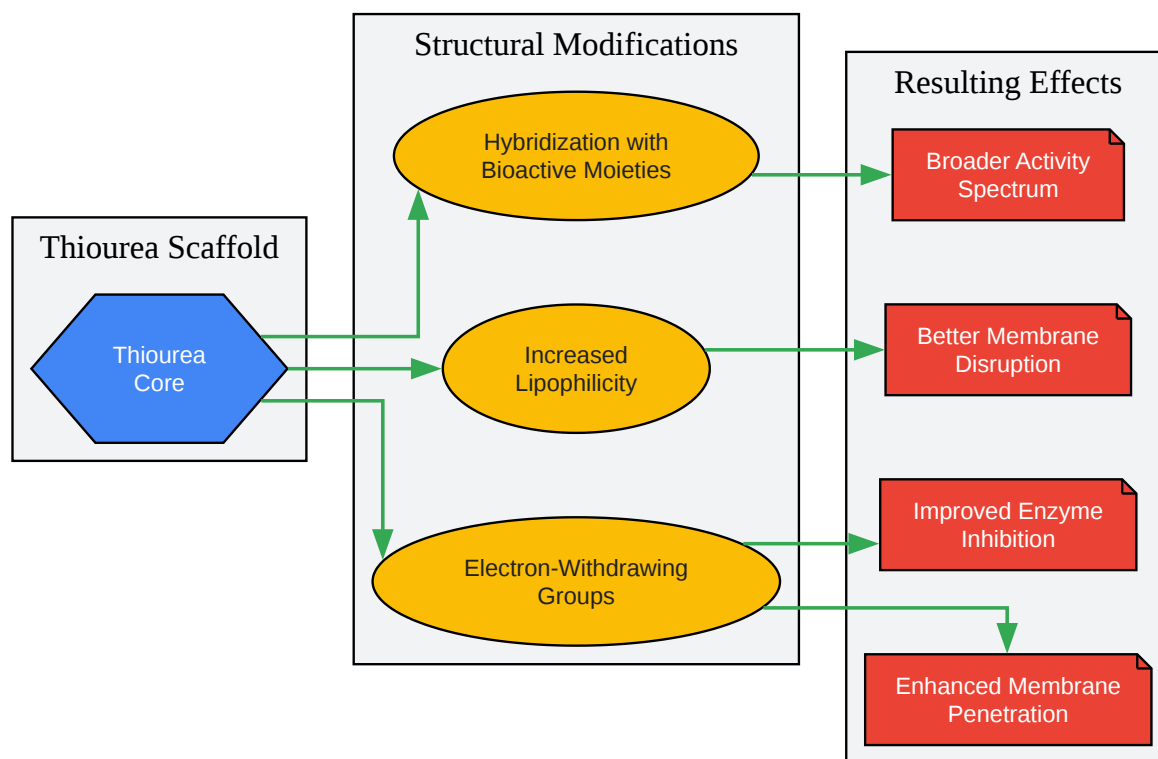 Thiourea Scaffold
Thiourea
Core
Structural Modifications
Hybridization with
Bioactive Moieties
Increased
Lipophilicity
Electron-Withdrawing
Groups
Resulting Effects
Broader Activity
Spectrum
Better Membrane
Disruption
Improved Enzyme
Inhibition
Enhanced Membrane
Penetration